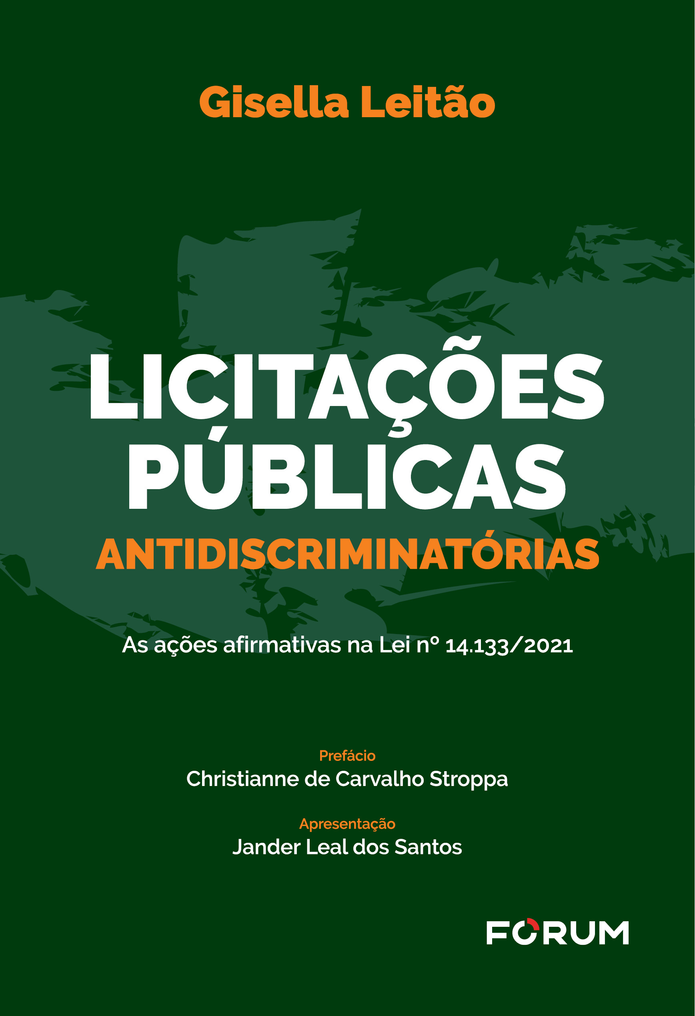 Gisella Leitão
LICITAÇÕES
PÚBLICAS
ANTIDISCRIMINATÓRIAS
As ações afirmativas na Lei nº 14.133/2021
Prefácio
Christianne de Carvalho Stroppa
Apresentação
Jander Leal dos Santos
FÓRUM